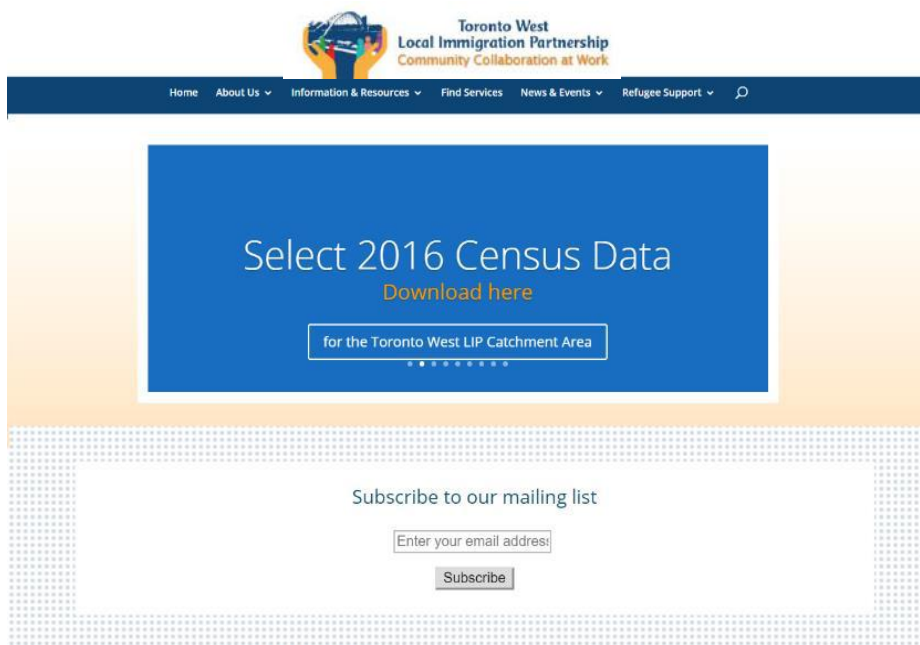 Toronto West
Local Immigration Partnership
Community Collaboration at Work
Home About Us Information & Resources Find Services News & Events Refugee Support
Select 2016 Census Data
Download here
for the Toronto West LIP Catchment Area
Subscribe to our mailing list
Enter your email address
Subscribe